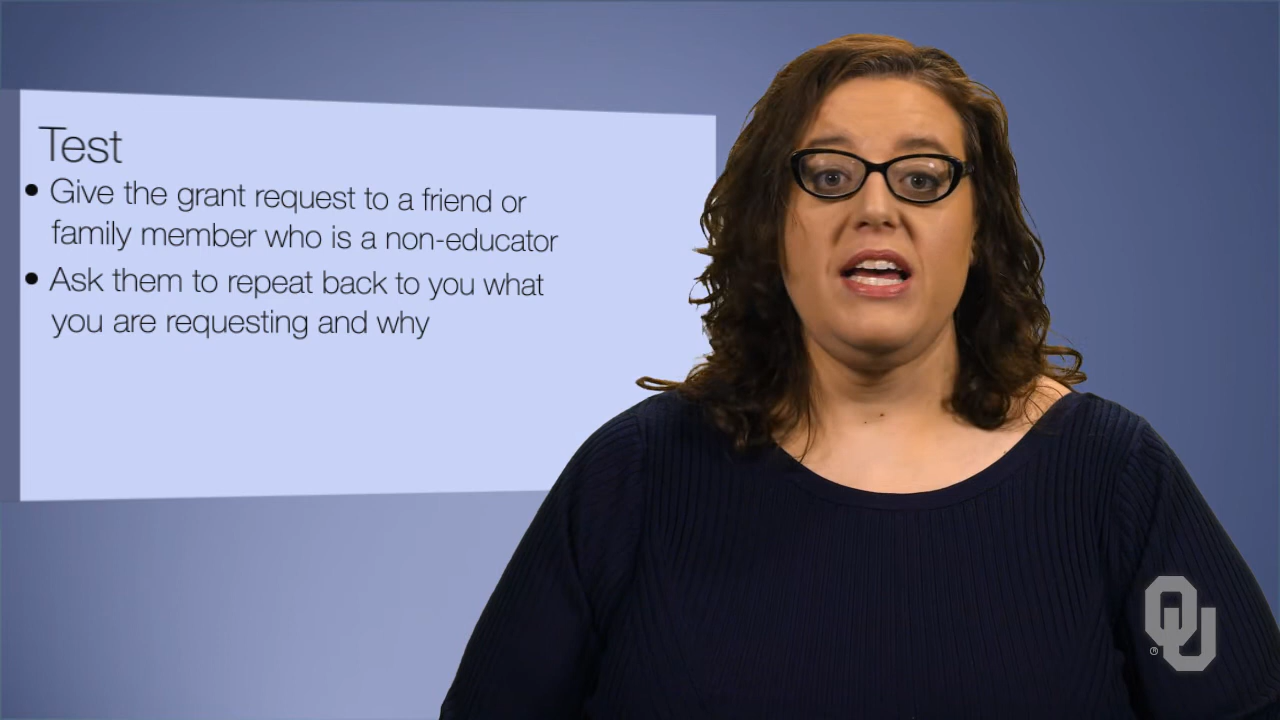 Test
• Give the grant request to a friend or
family member who is a non-educator
• Ask them to repeat back to you what
you are requesting and why
OU
®